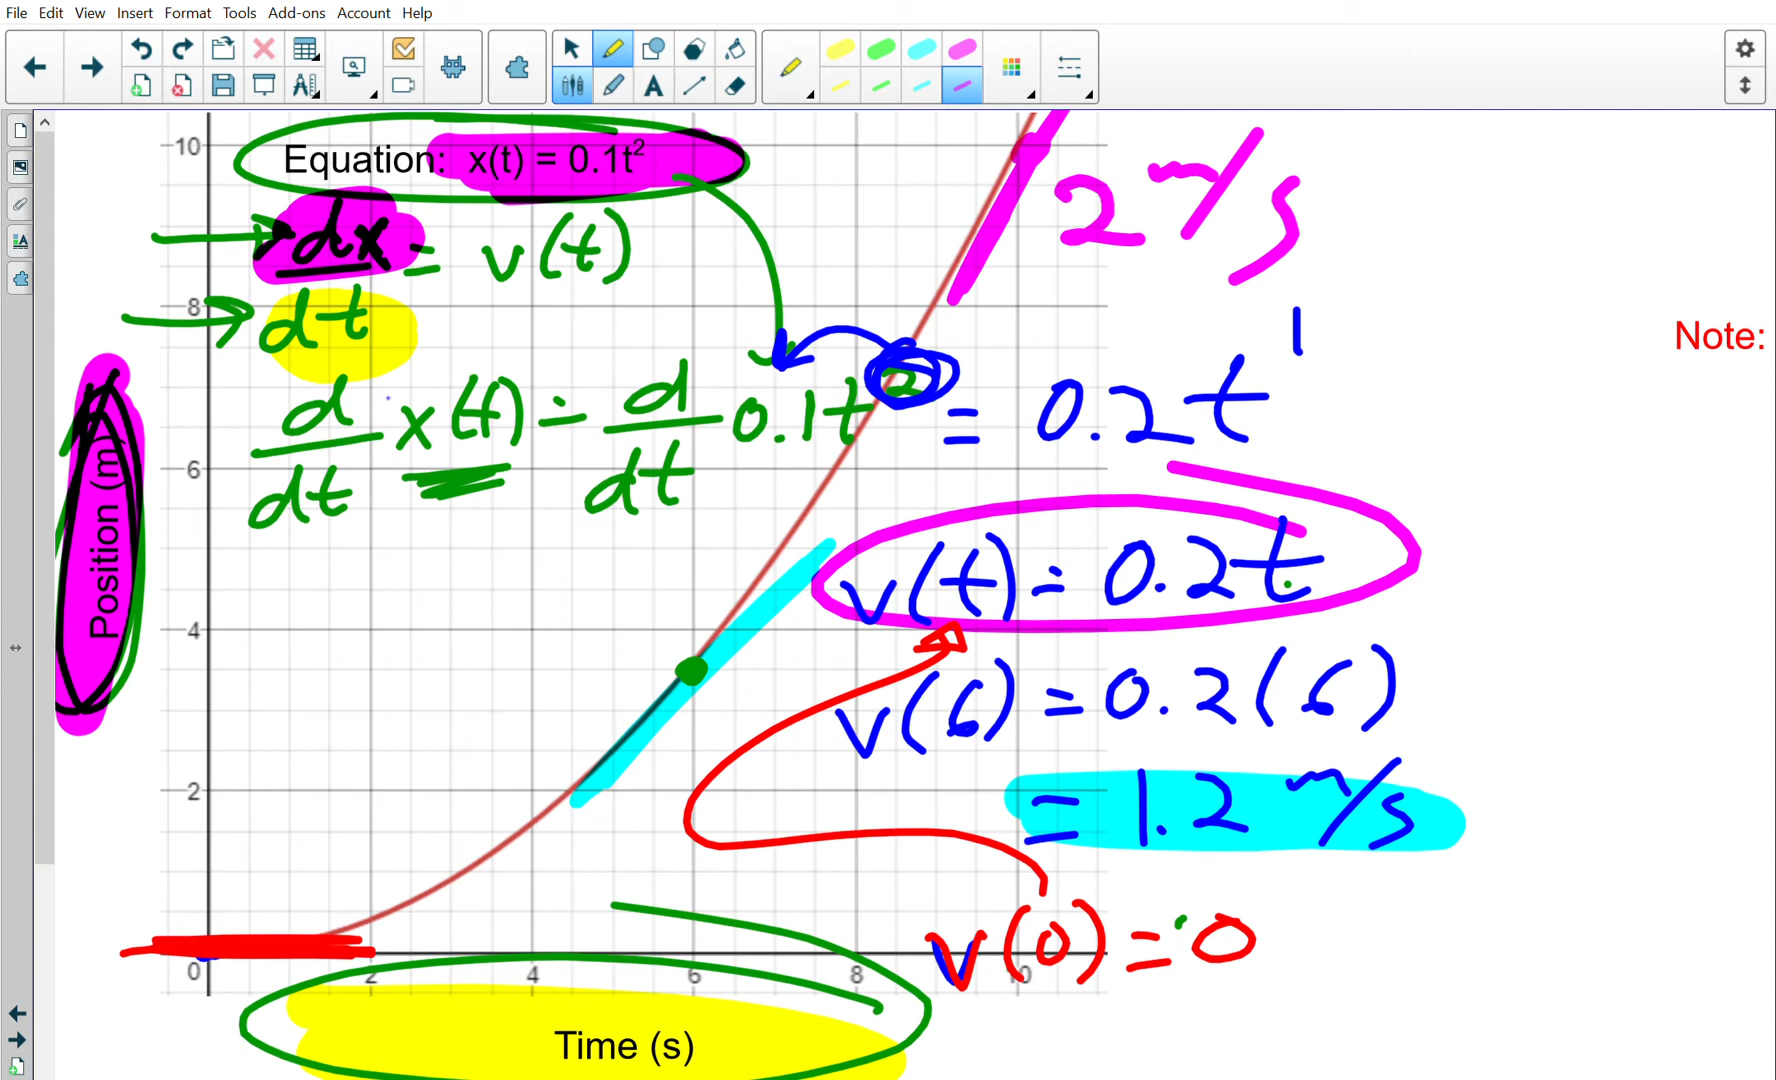 File Edit View Insert Format Tools Add-ons Account Help
Equation: x(t) = 0.1t²
10
2 m/s
dx/dt = v(t)
8
Note:
d/dt x(t) = d/dt 0.1t² = 0.2t¹
6
Position (m)
v(t) = 0.2t
4
v(6) = 0.2(6)
2
= 1.2 m/s
v(0) = 0
0 2 4 6 8 10
Time (s)